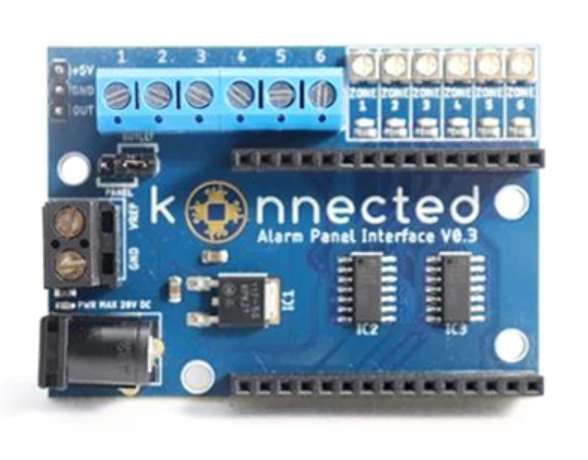 1 2 3 4 5 6
+5V
GND
OUT
ZONE 1
ZONE 2
ZONE 3
ZONE 4
ZONE 5
ZONE 6
OUTLET
PANEL
konnected
Alarm Panel Interface V0.3
VREF
GND
IC1
IC2
IC3
PWR MAX 20V DC